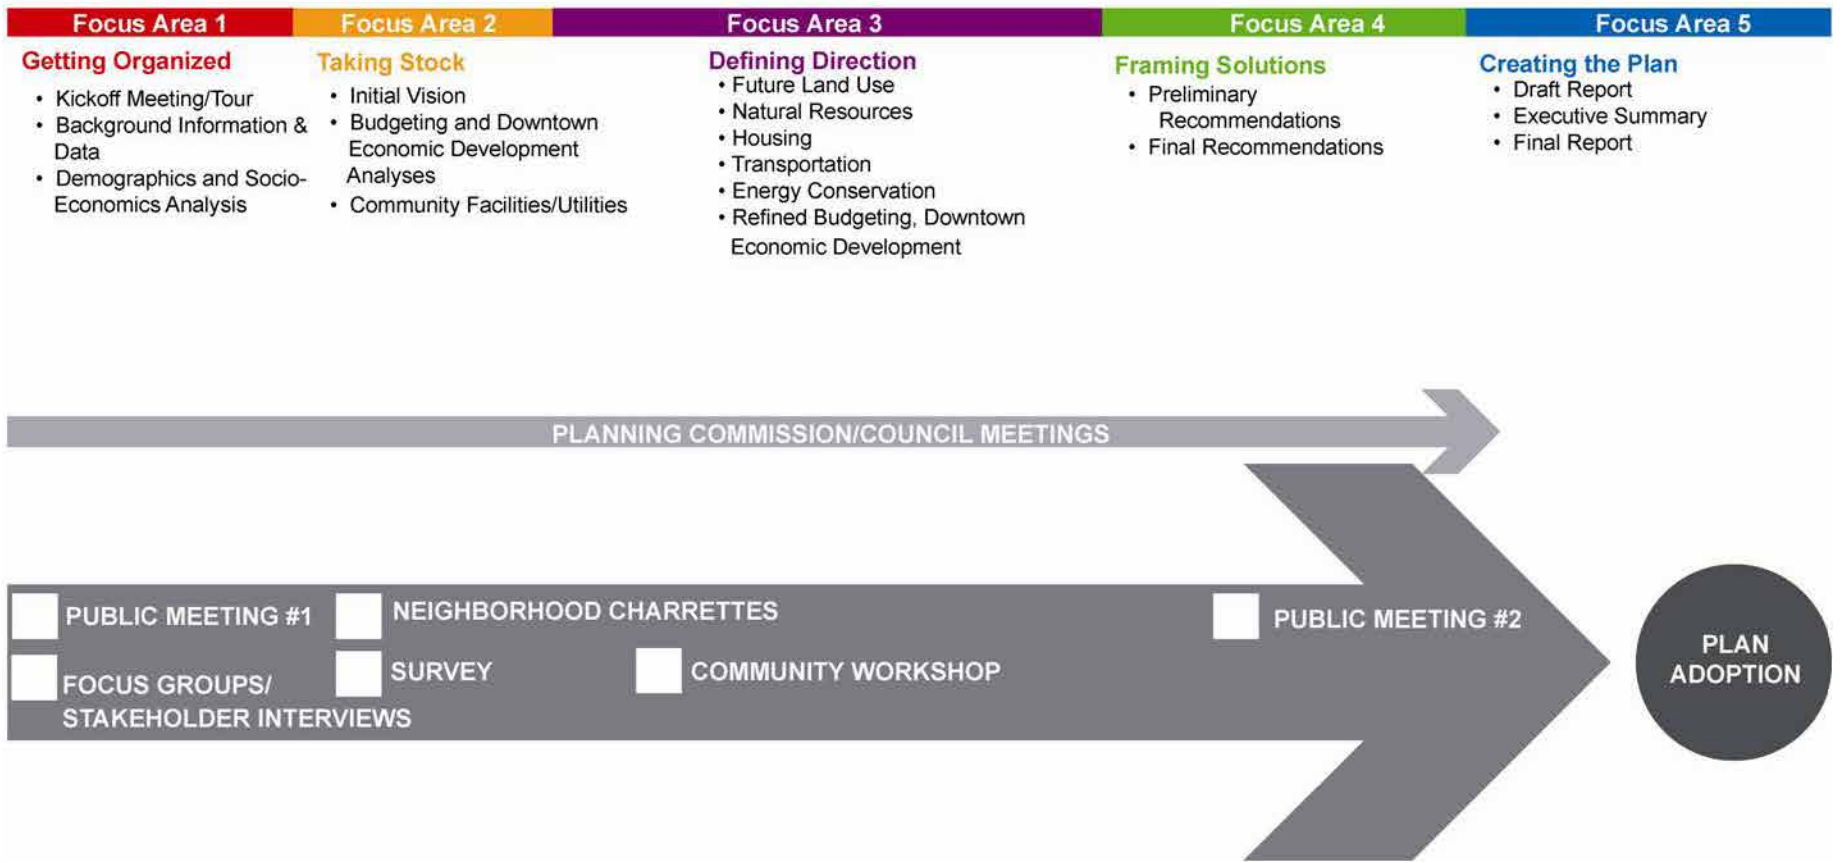 Focus Area 1
Focus Area 2
Focus Area 3
Focus Area 4
Focus Area 5
Getting Organized
• Kickoff Meeting/Tour
• Background Information &
Data
• Demographics and Socio-
Economics Analysis
Taking Stock
• Initial Vision
• Budgeting and Downtown
Economic Development
Analyses
• Community Facilities/Utilities
Defining Direction
• Future Land Use
• Natural Resources
• Housing
• Transportation
• Energy Conservation
• Refined Budgeting, Downtown
Economic Development
Framing Solutions
• Preliminary
Recommendations
• Final Recommendations
Creating the Plan
• Draft Report
• Executive Summary
• Final Report
PLANNING COMMISSION/COUNCIL MEETINGS
PUBLIC MEETING #1
NEIGHBORHOOD CHARRETTES
PUBLIC MEETING #2
FOCUS GROUPS/
STAKEHOLDER INTERVIEWS
SURVEY
COMMUNITY WORKSHOP
PLAN
ADOPTION